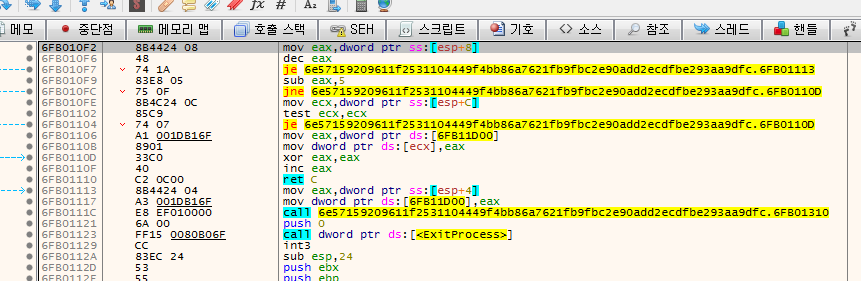 메모 중단점 메모리 맵 호출 스택 SEH 스크립트 기호 소스 참조 스레드 핸들
6FB010F2 8B4424 08 mov eax,dword ptr ss:[esp+8]
6FB010F6 48 dec eax
6FB010F7 74 1A je 6e57159209611f2531104449f4bb86a7621fb9fbc2e90add2ecdfbe293aa9dfc.6FB01113
6FB010F9 83E8 05 sub eax,5
6FB010FC 75 0F jne 6e57159209611f2531104449f4bb86a7621fb9fbc2e90add2ecdfbe293aa9dfc.6FB0110D
6FB010FE 8B4C24 0C mov ecx,dword ptr ss:[esp+C]
6FB01102 85C9 test ecx,ecx
6FB01104 74 07 je 6e57159209611f2531104449f4bb86a7621fb9fbc2e90add2ecdfbe293aa9dfc.6FB0110D
6FB01106 A1 001DB16F mov eax,dword ptr ds:[6FB11D00]
6FB0110B 8901 mov dword ptr ds:[ecx],eax
6FB0110D 33C0 xor eax,eax
6FB0110F 40 inc eax
6FB01110 C2 0C00 ret C
6FB01113 8B4424 04 mov eax,dword ptr ss:[esp+4]
6FB01117 A3 001DB16F mov dword ptr ds:[6FB11D00],eax
6FB0111C E8 EF010000 call 6e57159209611f2531104449f4bb86a7621fb9fbc2e90add2ecdfbe293aa9dfc.6FB01310
6FB01121 6A 00 push 0
6FB01123 FF15 0080B06F call dword ptr ds:[<ExitProcess>]
6FB01129 CC int3
6FB0112A 83EC 24 sub esp,24
6FB0112D 53 push ebx
6FB0112E 55 push ebp